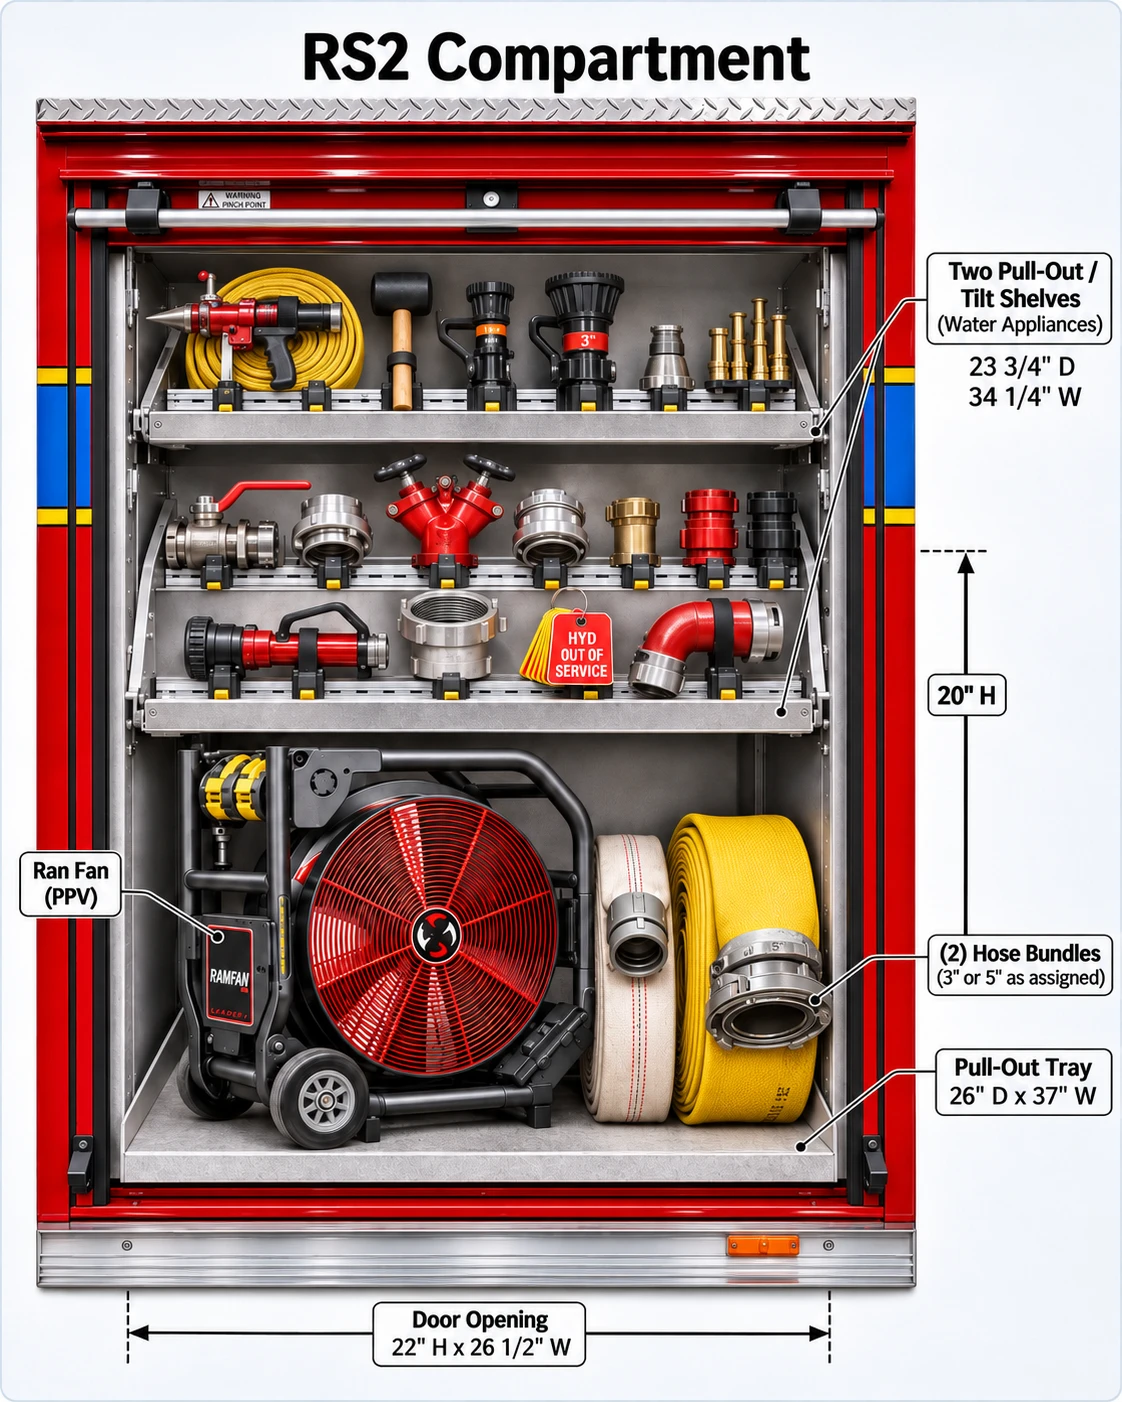 RS2 Compartment
WARNING
PINCH POINT
Two Pull-Out /
Tilt Shelves
(Water Appliances)
23 3/4" D
34 1/4" W
3"
HYD
OUT OF
SERVICE
20" H
Ran Fan
(PPV)
RAMFAN
LEADER
5"
(2) Hose Bundles
(3" or 5" as assigned)
Pull-Out Tray
26" D x 37" W
Door Opening
22" H x 26 1/2" W